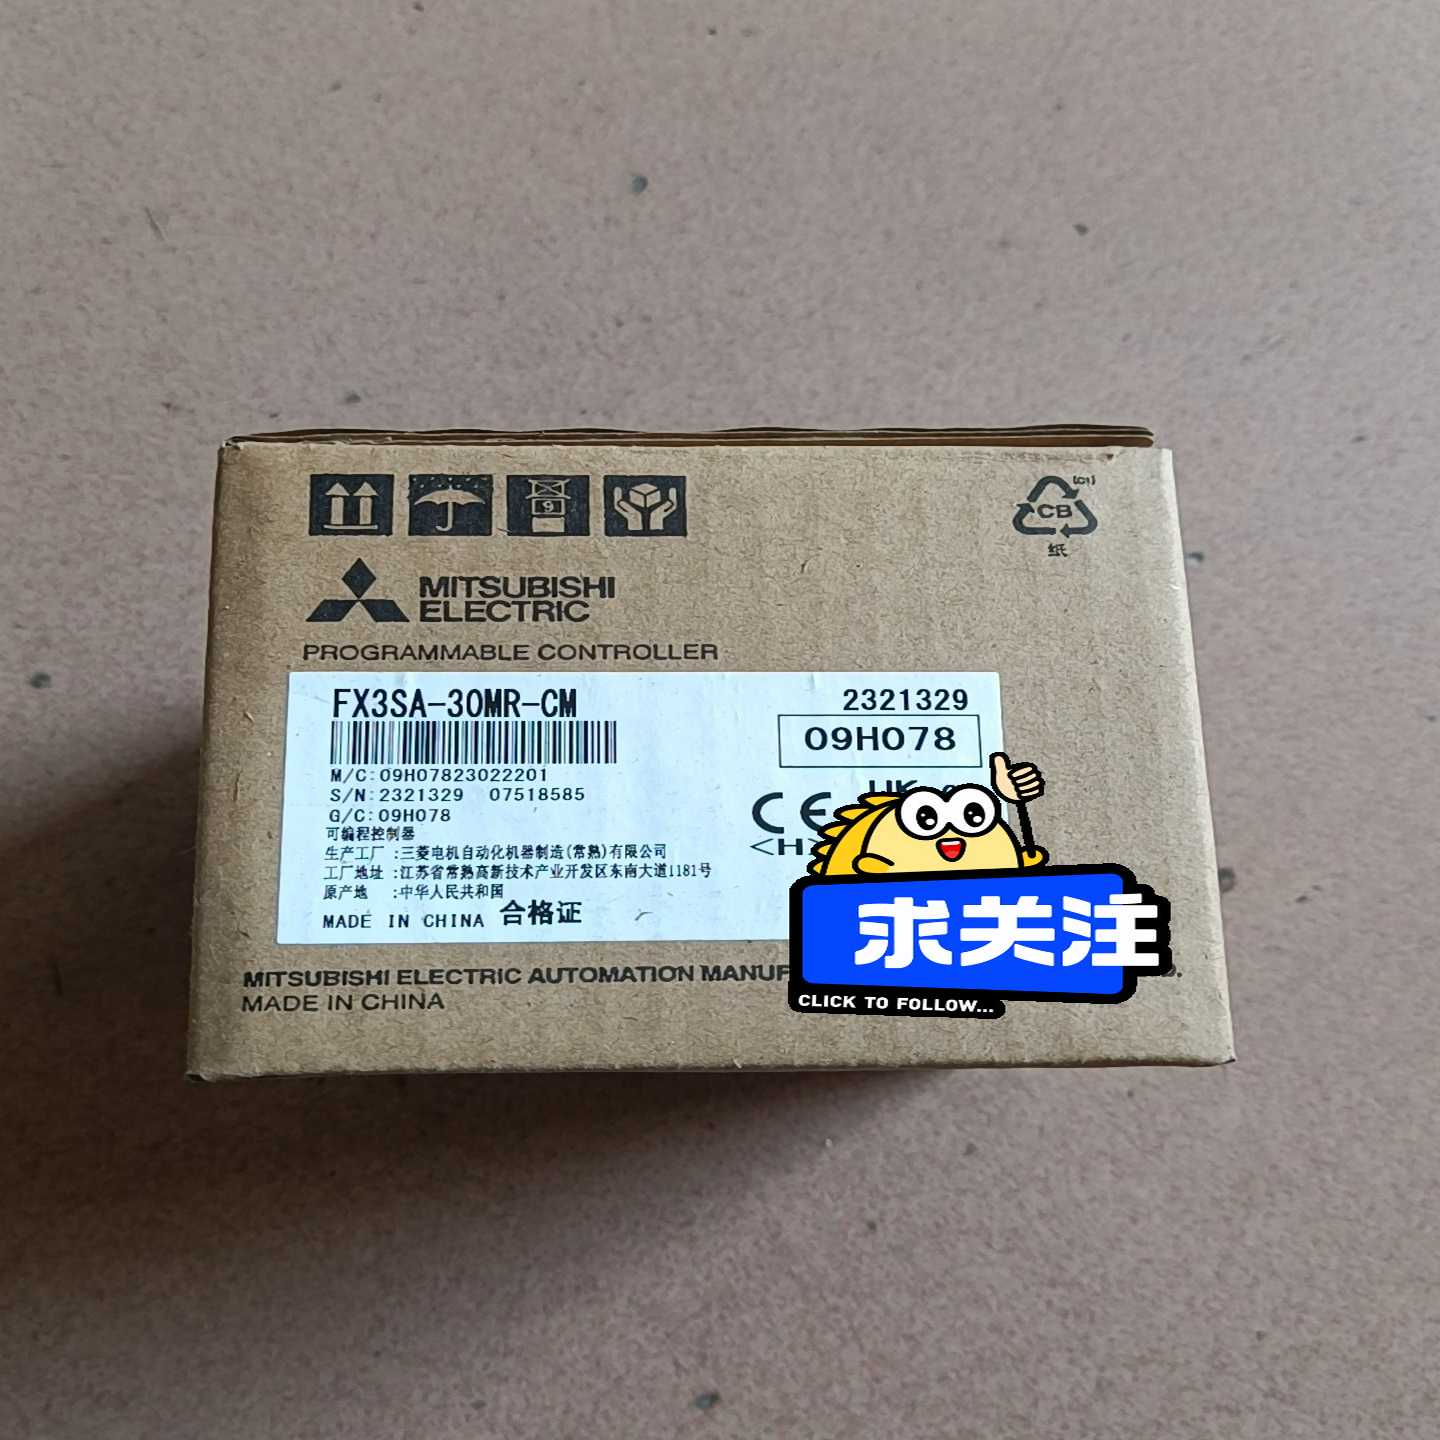 9
(C1)
CB
纸
MITSUBISHI
ELECTRIC
PROGRAMMABLE CONTROLLER
FX3SA-30MR-CM
2321329
09H078
M/C:09H07823022201
S/N:2321329 07518585
G/C:09H078
可编程控制器
生产工厂 :三菱电机自动化机器制造(常熟)有限公司
工厂地址 :江苏省常熟高新技术产业开发区东南大道1181号
原产地 :中华人民共和国
MADE IN CHINA 合格证
CE
求关注
CLICK TO FOLLOW...
MITSUBISHI ELECTRIC AUTOMATION
MADE IN CHINA